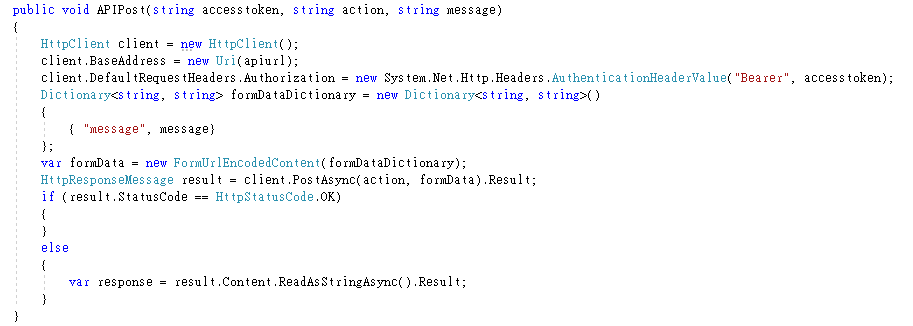 public void APIPost(string accesstoken, string action, string message)
{
HttpClient client = new HttpClient();
client.BaseAddress = new Uri(apiurl);
client.DefaultRequestHeaders.Authorization = new System.Net.Http.Headers.AuthenticationHeaderValue("Bearer", accesstoken);
Dictionary<string, string> formDataDictionary = new Dictionary<string, string>()
{
{ "message", message}
};
var formData = new FormUrlEncodedContent(formDataDictionary);
HttpResponseMessage result = client.PostAsync(action, formData).Result;
if (result.StatusCode == HttpStatusCode.OK)
{
}
else
{
var response = result.Content.ReadAsStringAsync().Result;
}
}